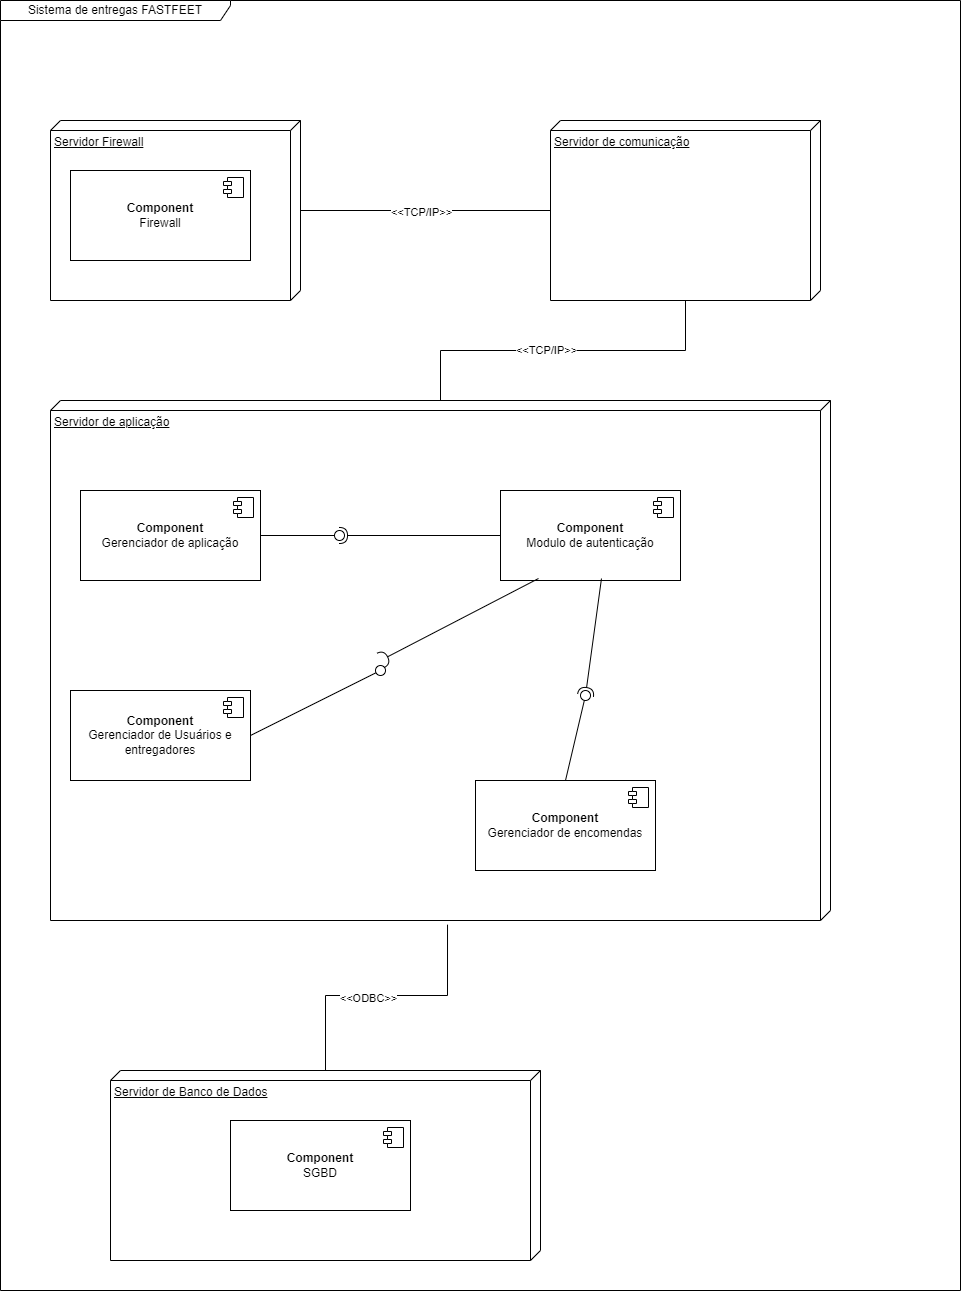 Sistema de entregas FASTFEET
Servidor Firewall
Component
Firewall
<<TCP/IP>>
Servidor de comunicação
<<TCP/IP>>
Servidor de aplicação
Component
Gerenciador de aplicação
Component
Modulo de autenticação
Component
Gerenciador de Usuários e
entregadores
Component
Gerenciador de encomendas
<<ODBC>>
Servidor de Banco de Dados
Component
SGBD